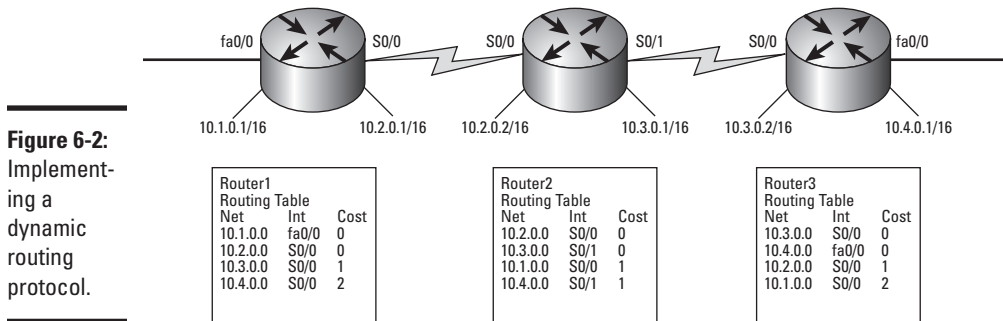 fa0/0 S0/0 S0/0 S0/1 S0/0 fa0/0
10.1.0.1/16 10.2.0.1/16 10.2.0.2/16 10.3.0.1/16 10.3.0.2/16 10.4.0.1/16
Figure 6-2:
Implement-
ing a
dynamic
routing
protocol.
Router1
Routing Table
Net Int Cost
10.1.0.0 fa0/0 0
10.2.0.0 S0/0 0
10.3.0.0 S0/0 1
10.4.0.0 S0/0 2
Router2
Routing Table
Net Int Cost
10.2.0.0 S0/0 0
10.3.0.0 S0/1 0
10.1.0.0 S0/0 1
10.4.0.0 S0/1 1
Router3
Routing Table
Net Int Cost
10.3.0.0 S0/0 0
10.4.0.0 fa0/0 0
10.2.0.0 S0/0 1
10.1.0.0 S0/0 2